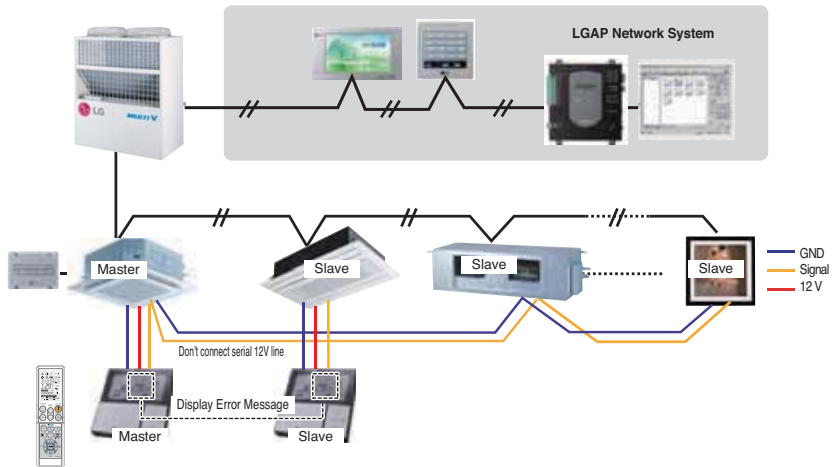 LGAP Network System
LG
MULTI V
Master
Slave
Slave
Slave
GND
Signal
12 V
Don't connect serial 12V line
Display Error Message
Master
Slave